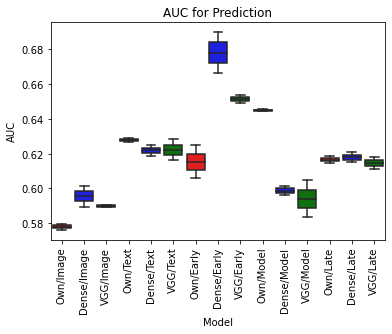 AUC for Prediction
AUC
0.68
0.66
0.64
0.62
0.60
0.58
Own/Image
Dense/Image
VGG/Image
Own/Text
Dense/Text
VGG/Text
Own/Early
Dense/Early
VGG/Early
Own/Model
Dense/Model
VGG/Model
Own/Late
Dense/Late
VGG/Late
Model